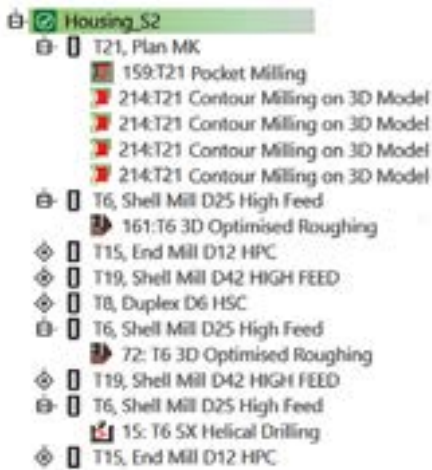 Housing_S2
T21, Plan MK
159:T21 Pocket Milling
214:T21 Contour Milling on 3D Model
214:T21 Contour Milling on 3D Model
214:T21 Contour Milling on 3D Model
214:T21 Contour Milling on 3D Model
T6, Shell Mill D25 High Feed
161:T6 3D Optimised Roughing
T15, End Mill D12 HPC
T19, Shell Mill D42 HIGH FEED
T8, Duplex D6 HSC
T6, Shell Mill D25 High Feed
72: T6 3D Optimised Roughing
T19, Shell Mill D42 HIGH FEED
T6, Shell Mill D25 High Feed
15: T6 5X Helical Drilling
T15, End Mill D12 HPC